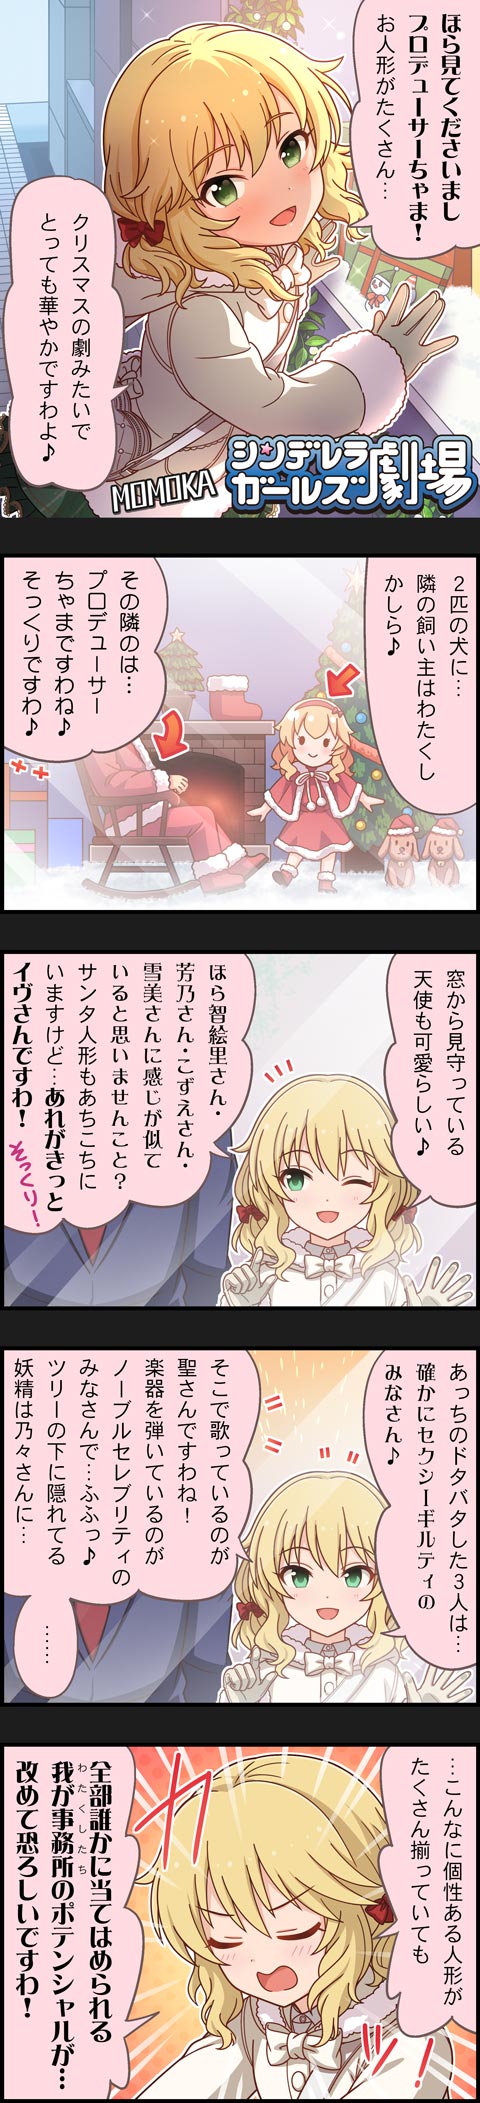 ほら見てくださいまし
プロデューサーちゃま！
お人形がたくさん…
クリスマスの劇みたいで
とっても華やかですわよ♪
MOMOKA
シンデレラ
ガールズ劇場
2匹の犬に…
隣の飼い主はわたくし
かしら♪
その隣のは…
プロデューサー
ちゃまですわね♪
そっくりですわ♪
窓から見守っている
天使も可愛らしい♪
ほら智絵里さん・
芳乃さん・こずえさん・
雪美さんに感じが似て
いると思いませんこと？
サンタ人形もあちこちに
いますけど…あれがきっと
イヴさんですわ！
そっくりー！
あっちのドタバタした3人は…
確かにセクシーギルティの
みなさん♪
そこで歌っているのが
聖さんですわね！
楽器を弾いているのが
ノーブルセレブリティの
みなさんで…ふふっ♪
ツリーの下に隠れてる
妖精は乃々さんに…
……
…こんなに個性ある人形が
たくさん揃っていても
カッ！
全部誰かに当てはめられる
わたくしたち
我が事務所のポテンシャルが…
改めて恐ろしいですわ！